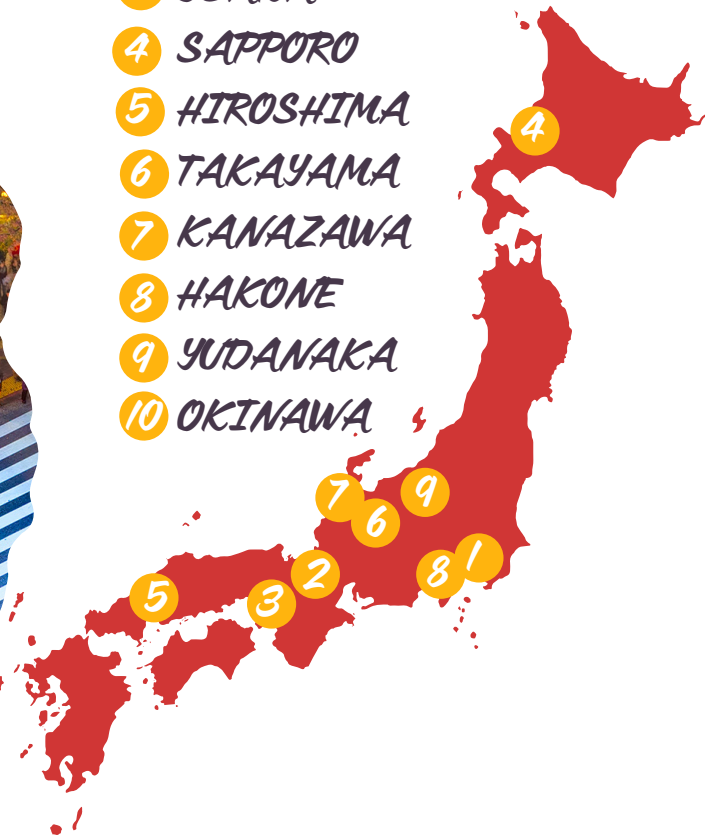 4 SAPPORO
5 HIROSHIMA
6 TAKAYAMA
7 KANAZAWA
8 HAKONE
9 YUDANAKA
10 OKINAWA
4
7
9
6
1
8
2
5
3